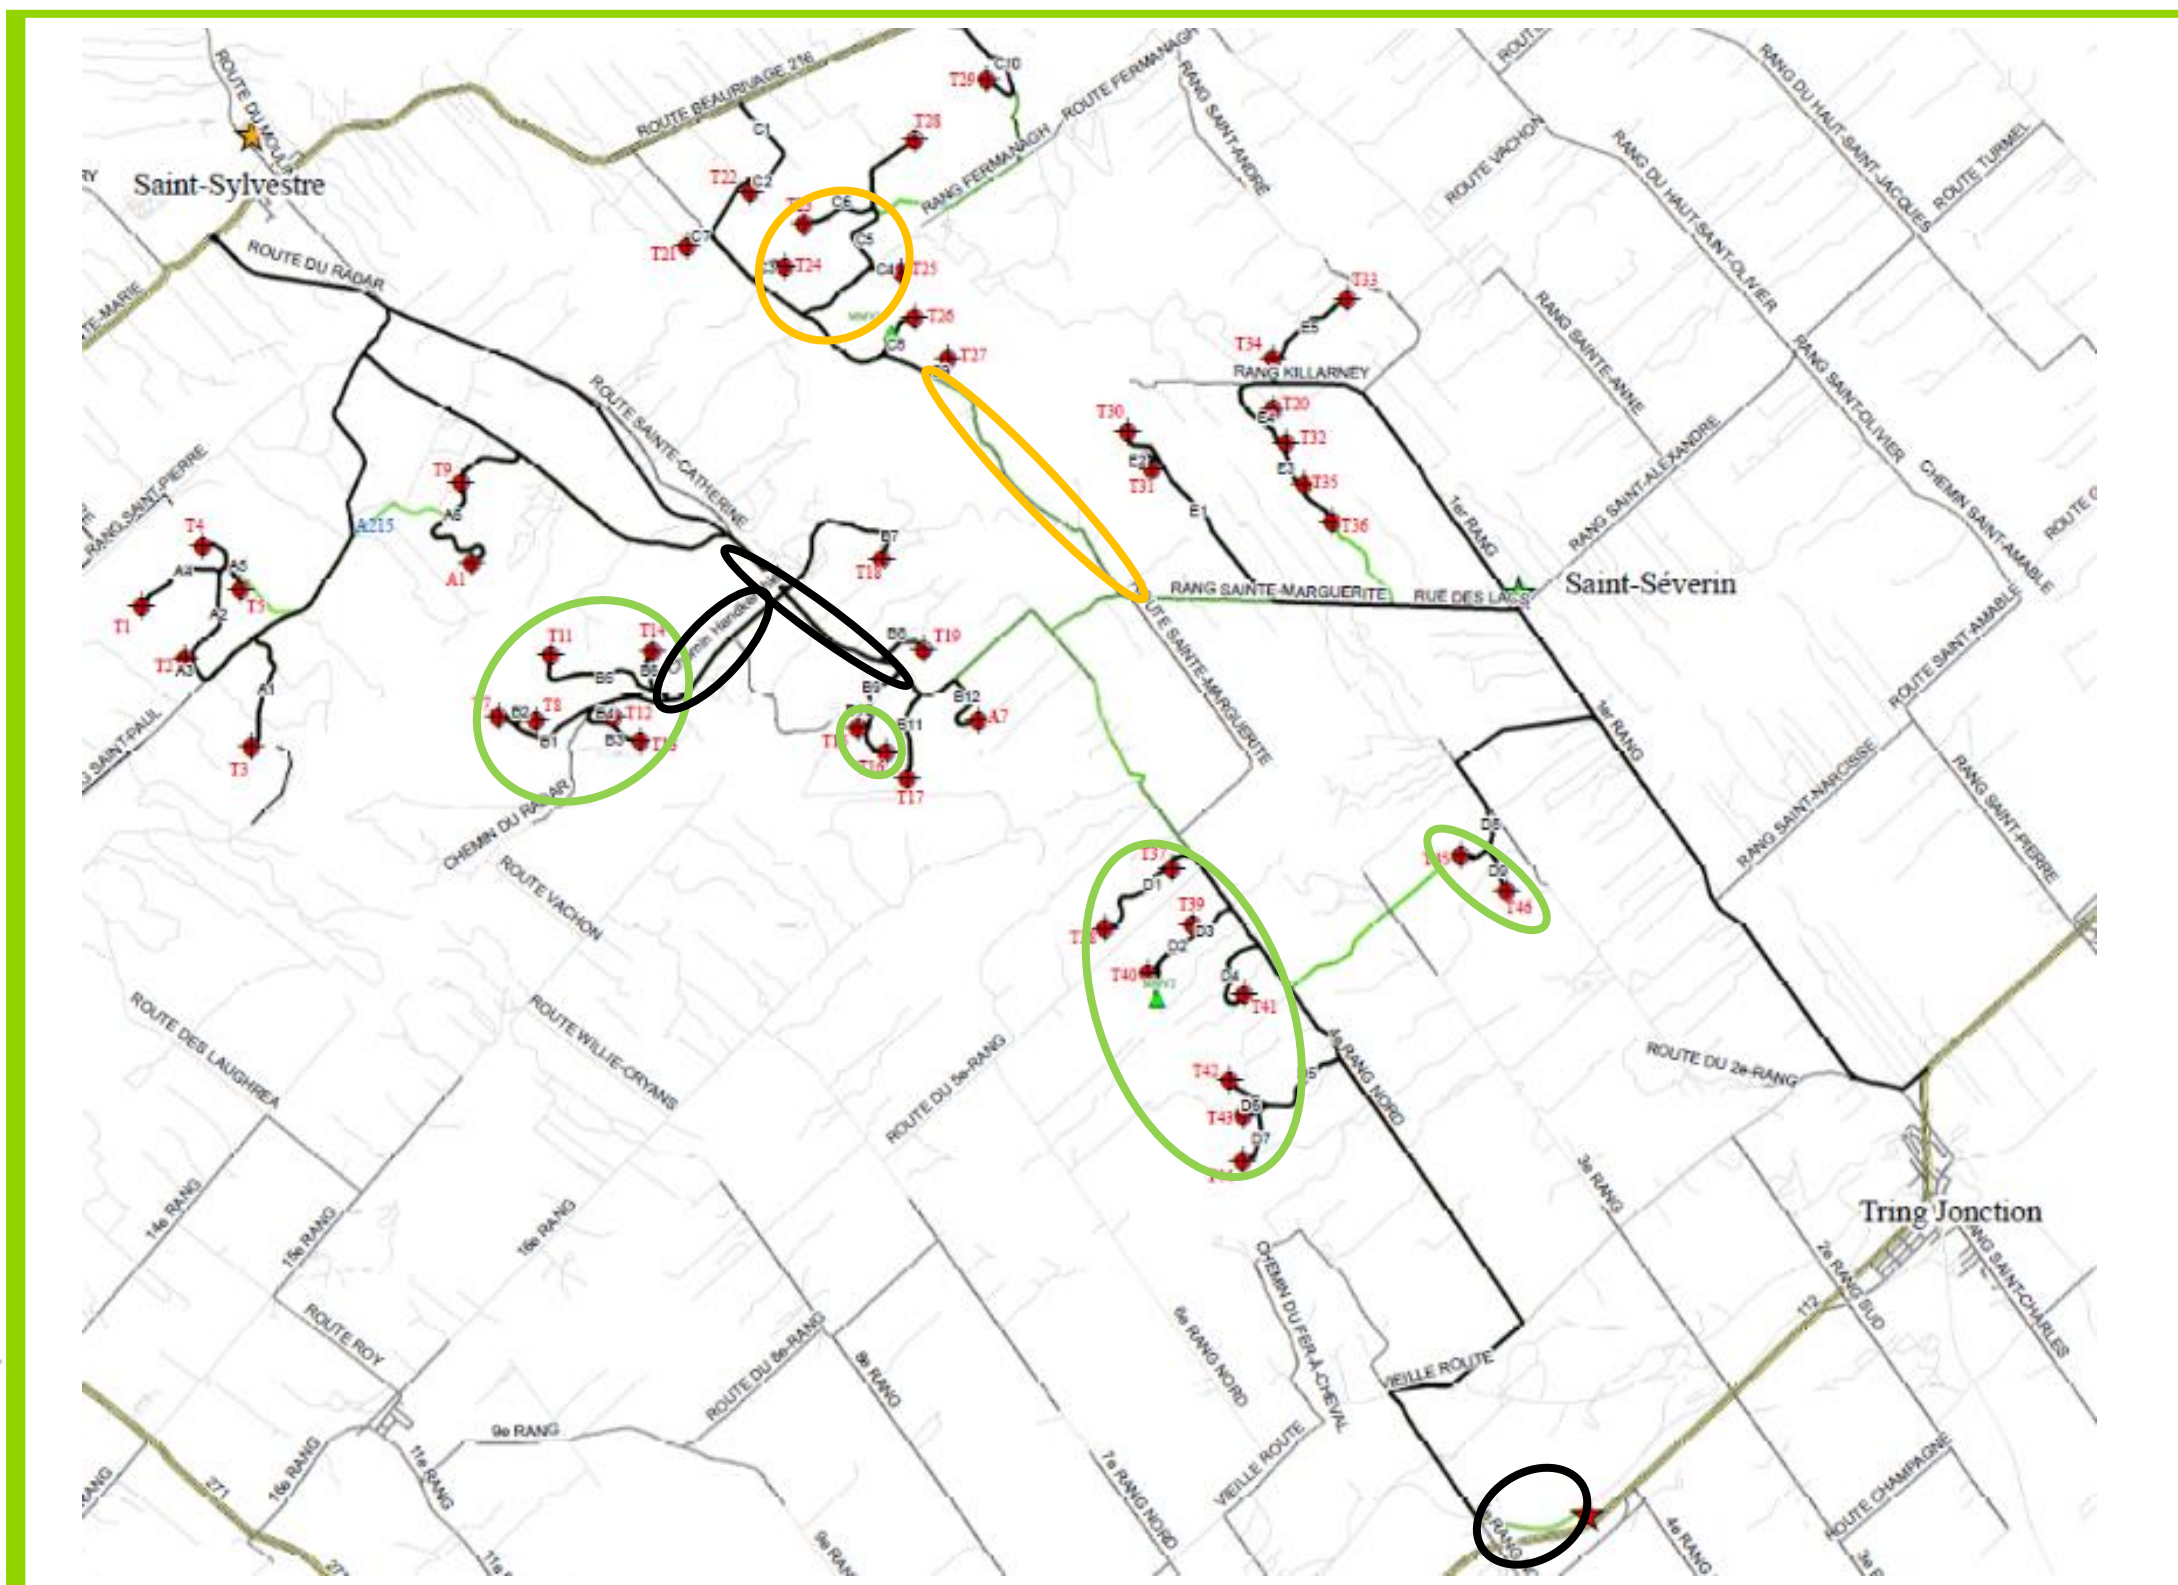 ROUTE DU MOULIN
Saint-Sylvestre
ROUTE BEAURIVAGE 216
C10
T29
ROUTE FERMANAGH
RANG SAINT-ANDRÉ
RANG DU HAUT-SAINT-JACQUES
ROUTE TURMEL
ROUTE VACHON
RANG DU HAUT-SAINT-OLIVIER
C1
T28
T22
C2
RANG FERMANAGH
C6
C5
C7
T21
T24
C4
T25
T26
C8
T27
ROUTE DU RADAR
TE-MARIE
T33
E5
T34
RANG KILLARNEY
T20
E4
T32
E3
T35
T36
T30
E2
T31
E1
RANG SAINTE-ANNE
RANG SAINT-OLIVIER
RANG SAINT-ALEXANDRE
CHEMIN SAINT-AMABLE
1er RANG
ROUTE SAINTE-CATHERINE
RANG SAINT-PIERRE
T9
A6
A215
A1
T4
A4
A5
T5
T1
A2
T2
A3
A1
T3
SAINT-PAUL
B7
T18
RANG SAINTE-MARGUERITE
RUE DES LACS
Saint-Séverin
ROUTE SAINT-AMABLE
T11
T14
B6
B2
T8
B1
B4
T12
B3
B8
T19
B9
B12
A7
B11
T17
SAINTE-MARGUERITE
1er RANG
CHEMIN DU RADAR
ROUTE VACHON
RANG SAINT-NARCISSE
RANG SAINT-PIERRE
D8
D9
T46
T37
D1
T39
D3
D2
T40
D4
T41
T42
D6
T43
D7
4e RANG NORD
ROUTE DU 5e-RANG
ROUTE DU 2e-RANG
ROUTE DES LAUGHREA
ROUTE WILLIE-CRYANS
14e RANG
15e RANG
16e RANG
3e RANG
Tring Jonction
RANG SAINT-CHARLES
2e RANG SUD
112
CHEMIN DU FER-À-CHEVAL
6e RANG NORD
VIEILLE ROUTE
ROUTE ROY
ROUTE DU 8e-RANG
8e RANG
9e RANG
11e RANG
16e RANG
271
7e RANG NORD
VIEILLE ROUTE
ROUTE CHAMPAGNE
4e RANG